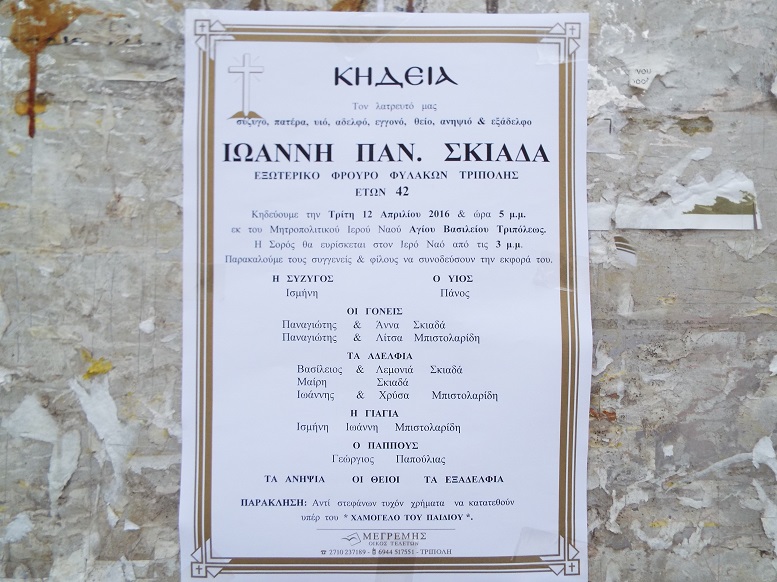 ΚΗΔΕΙΑ
Τον λατρευτό μας
σύζυγο, πατέρα, υιό, αδελφό, εγγονό, θείο, ανηψιό & εξάδελφο
ΙΩΑΝΝΗ ΠΑΝ. ΣΚΙΑΔΑ
ΕΞΩΤΕΡΙΚΟ ΦΡΟΥΡΟ ΦΥΛΑΚΩΝ ΤΡΙΠΟΛΗΣ
ΕΤΩΝ 42
Κηδεύουμε την Τρίτη 12 Απριλίου 2016 & ώρα 5 μ.μ.
εκ του Μητροπολιτικού Ιερού Ναού Αγίου Βασιλείου Τριπόλεως.
Η Σορός θα ευρίσκεται στον Ιερό Ναό από τις 3 μ.μ.
Παρακαλούμε τους συγγενείς & φίλους να συνοδεύσουν την εκφορά του.
Η ΣΥΖΥΓΟΣ Ο ΥΙΟΣ
Ισμήνη Πάνος
ΟΙ ΓΟΝΕΙΣ
Παναγιώτης & Άννα Σκιαδά
Παναγιώτης & Λίτσα Μπιστολαρίδη
ΤΑ ΑΔΕΛΦΙΑ
Βασίλειος & Λεμονιά Σκιαδά
Μαίρη Σκιαδά
Ιωάννης & Χρύσα Μπιστολαρίδη
Η ΓΙΑΓΙΑ
Ισμήνη Ιωάννη Μπιστολαρίδη
Ο ΠΑΠΠΟΥΣ
Γεώργιος Παπούλιας
ΤΑ ΑΝΗΨΙΑ ΟΙ ΘΕΙΟΙ ΤΑ ΕΞΑΔΕΛΦΙΑ
ΠΑΡΑΚΛΗΣΗ: Αντί στεφάνων τυχόν χρήματα να κατατεθούν
υπέρ του " ΧΑΜΟΓΕΛΟ ΤΟΥ ΠΑΙΔΙΟΥ ".
ΜΕΓΡΕΜΗΣ
ΟΙΚΟΣ ΤΕΛΕΤΩΝ
2710 237189 - 6944 517551 - ΤΡΙΠΟΛΗ